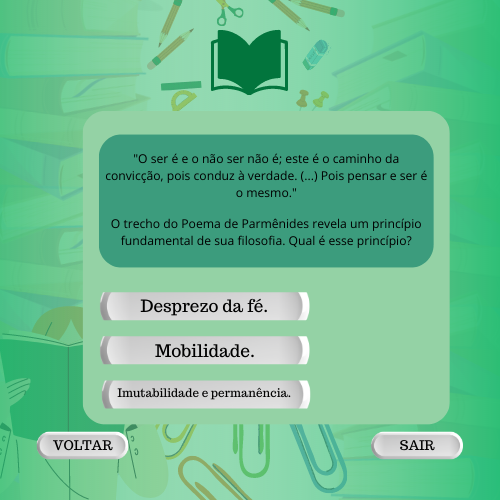 "O ser é e o não ser não é; este é o caminho da
convicção, pois conduz à verdade. (...) Pois pensar e ser é
o mesmo."
O trecho do Poema de Parmênides revela um princípio
fundamental de sua filosofia. Qual é esse princípio?
Desprezo da fé.
Mobilidade.
Imutabilidade e permanência.
VOLTAR
SAIR